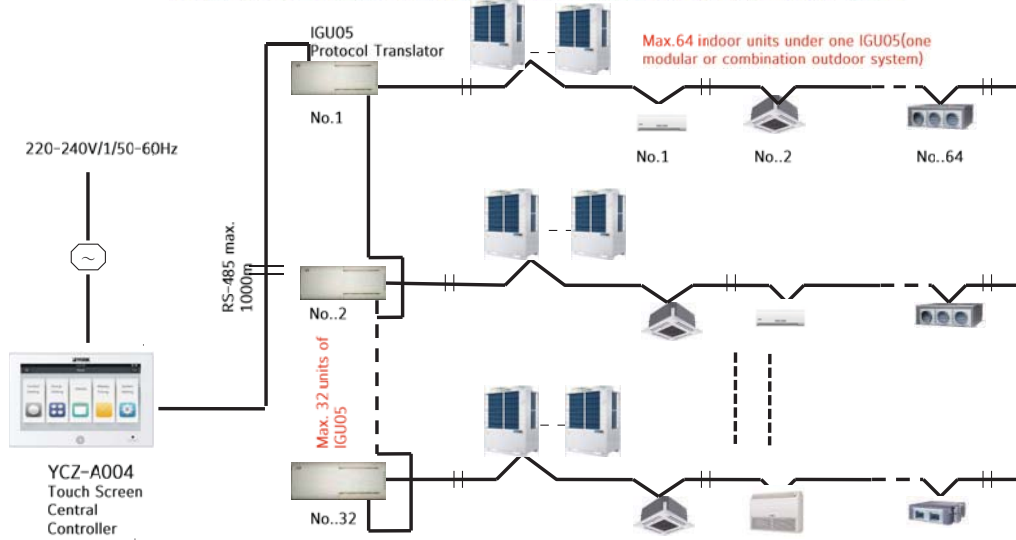 IGU05
Protocol Translator
No.1
Max.64 indoor units under one IGU05(one
modular or combination outdoor system)
No.1
No..2
No..64
220-240V/1/50-60Hz
~
RS-485 max.
1000m
No..2
Max. 32 units of
IGU05
YCZ-A004
Touch Screen
Central
Controller
No..32